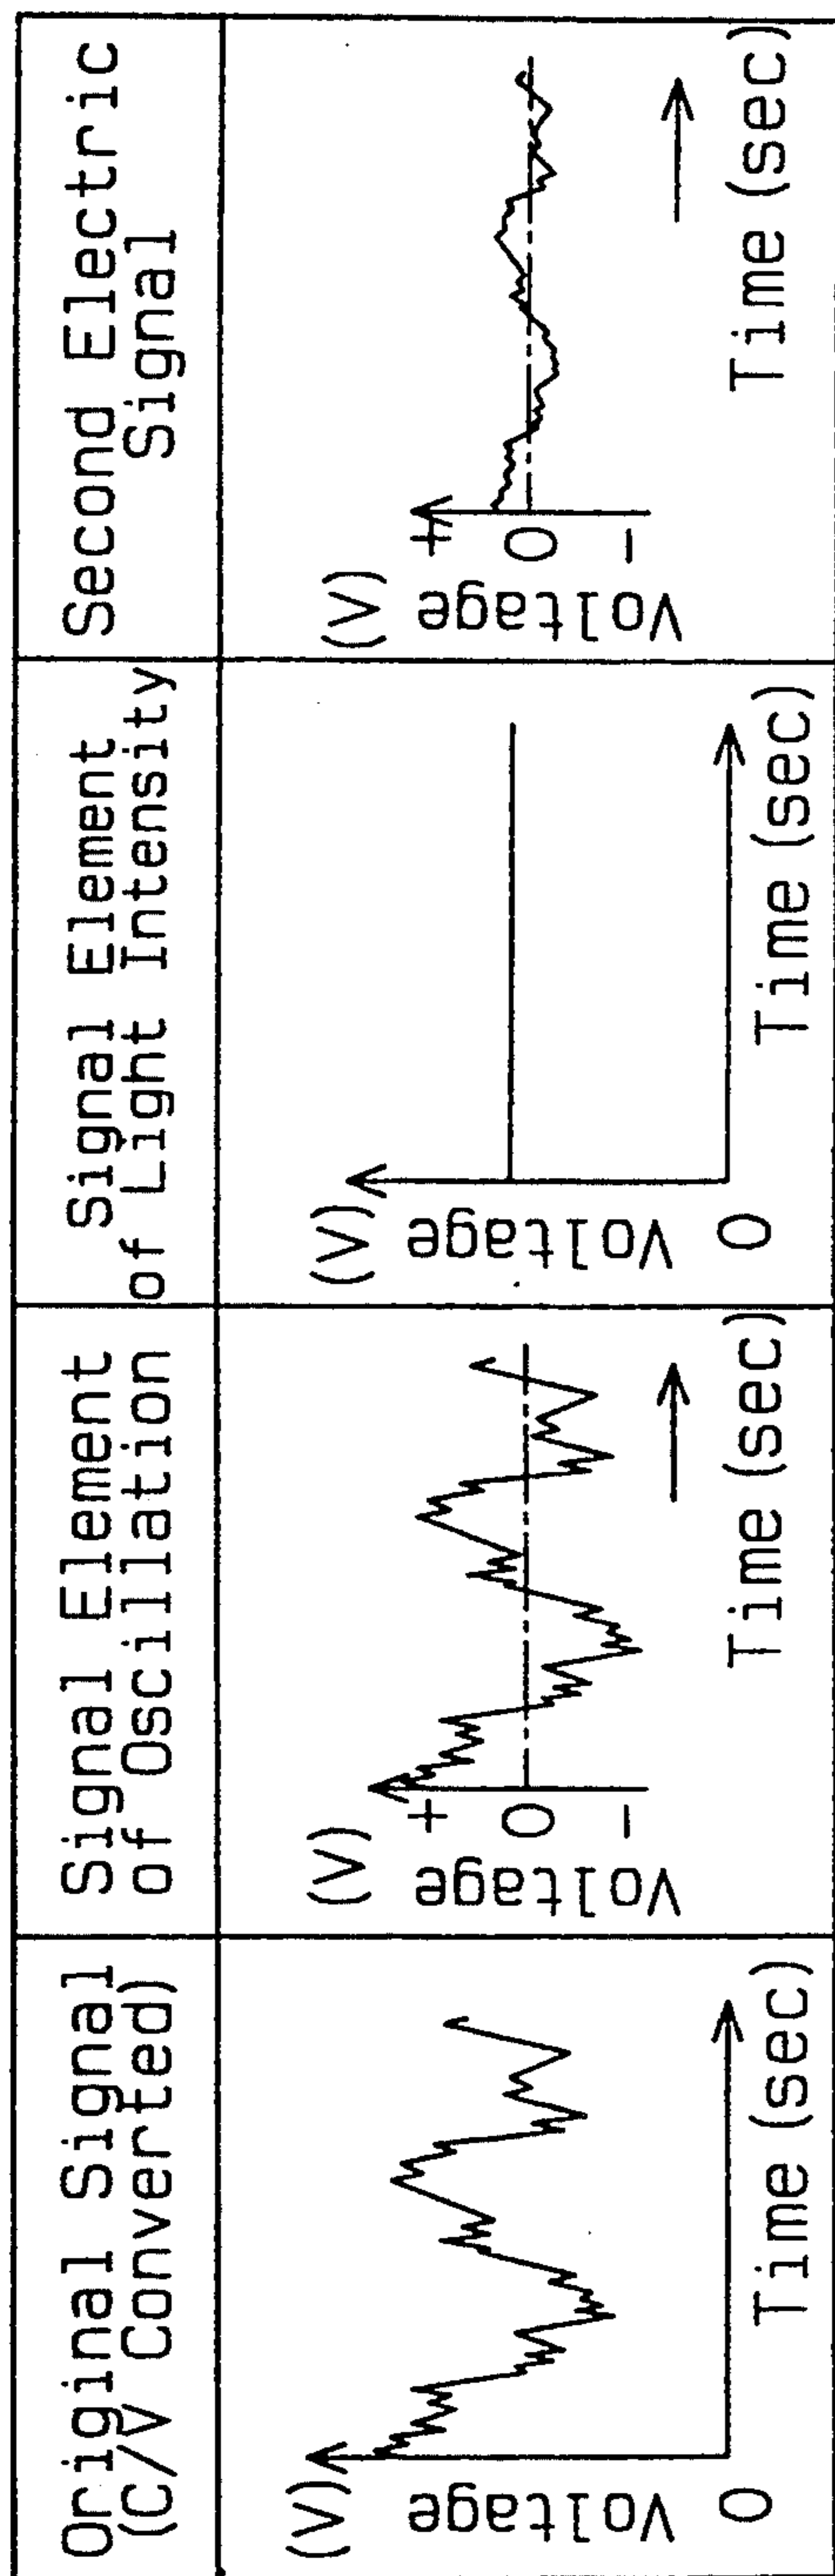 Original Signal
(C/V Converted)
Signal Element
of Oscillation
Signal Element
of Light Intensity
Second Electric
Signal
(V)
Voltage
0
Time (sec)
(V)
Voltage
+
0
-
Time (sec)
(V)
Voltage
0
Time (sec)
(V)
Voltage
+
0
-
Time (sec)